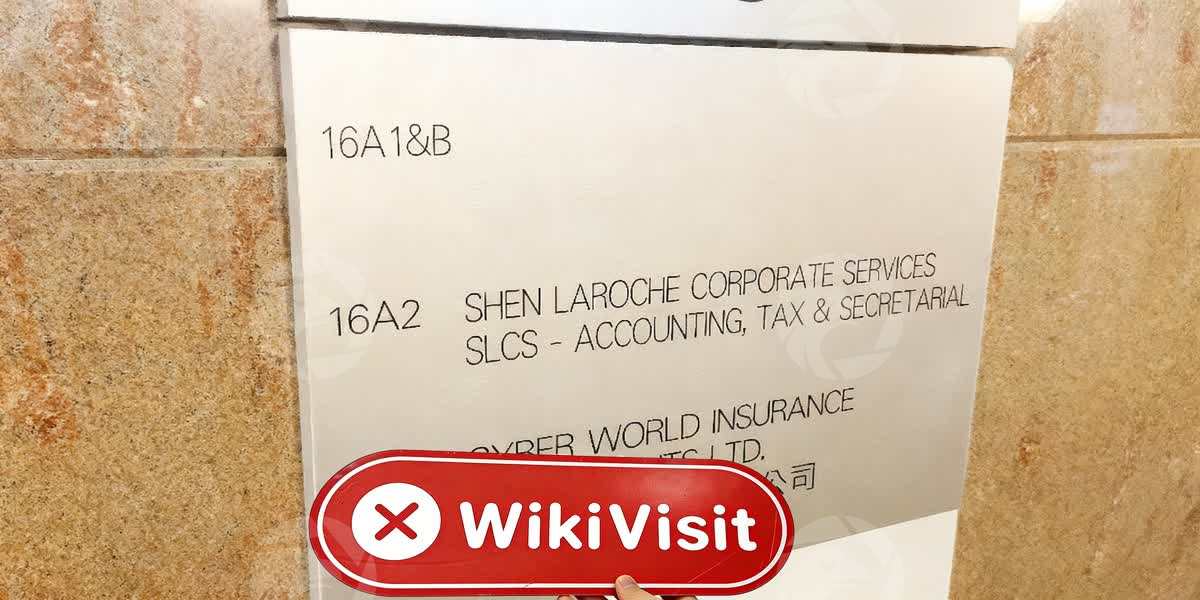 16A1&B
16A2 SHEN LAROCHE CORPORATE SERVICES
SLCS - ACCOUNTING, TAX & SECRETARIAL
CYBER WORLD INSURANCE
LTD.
公司
WikiVisit